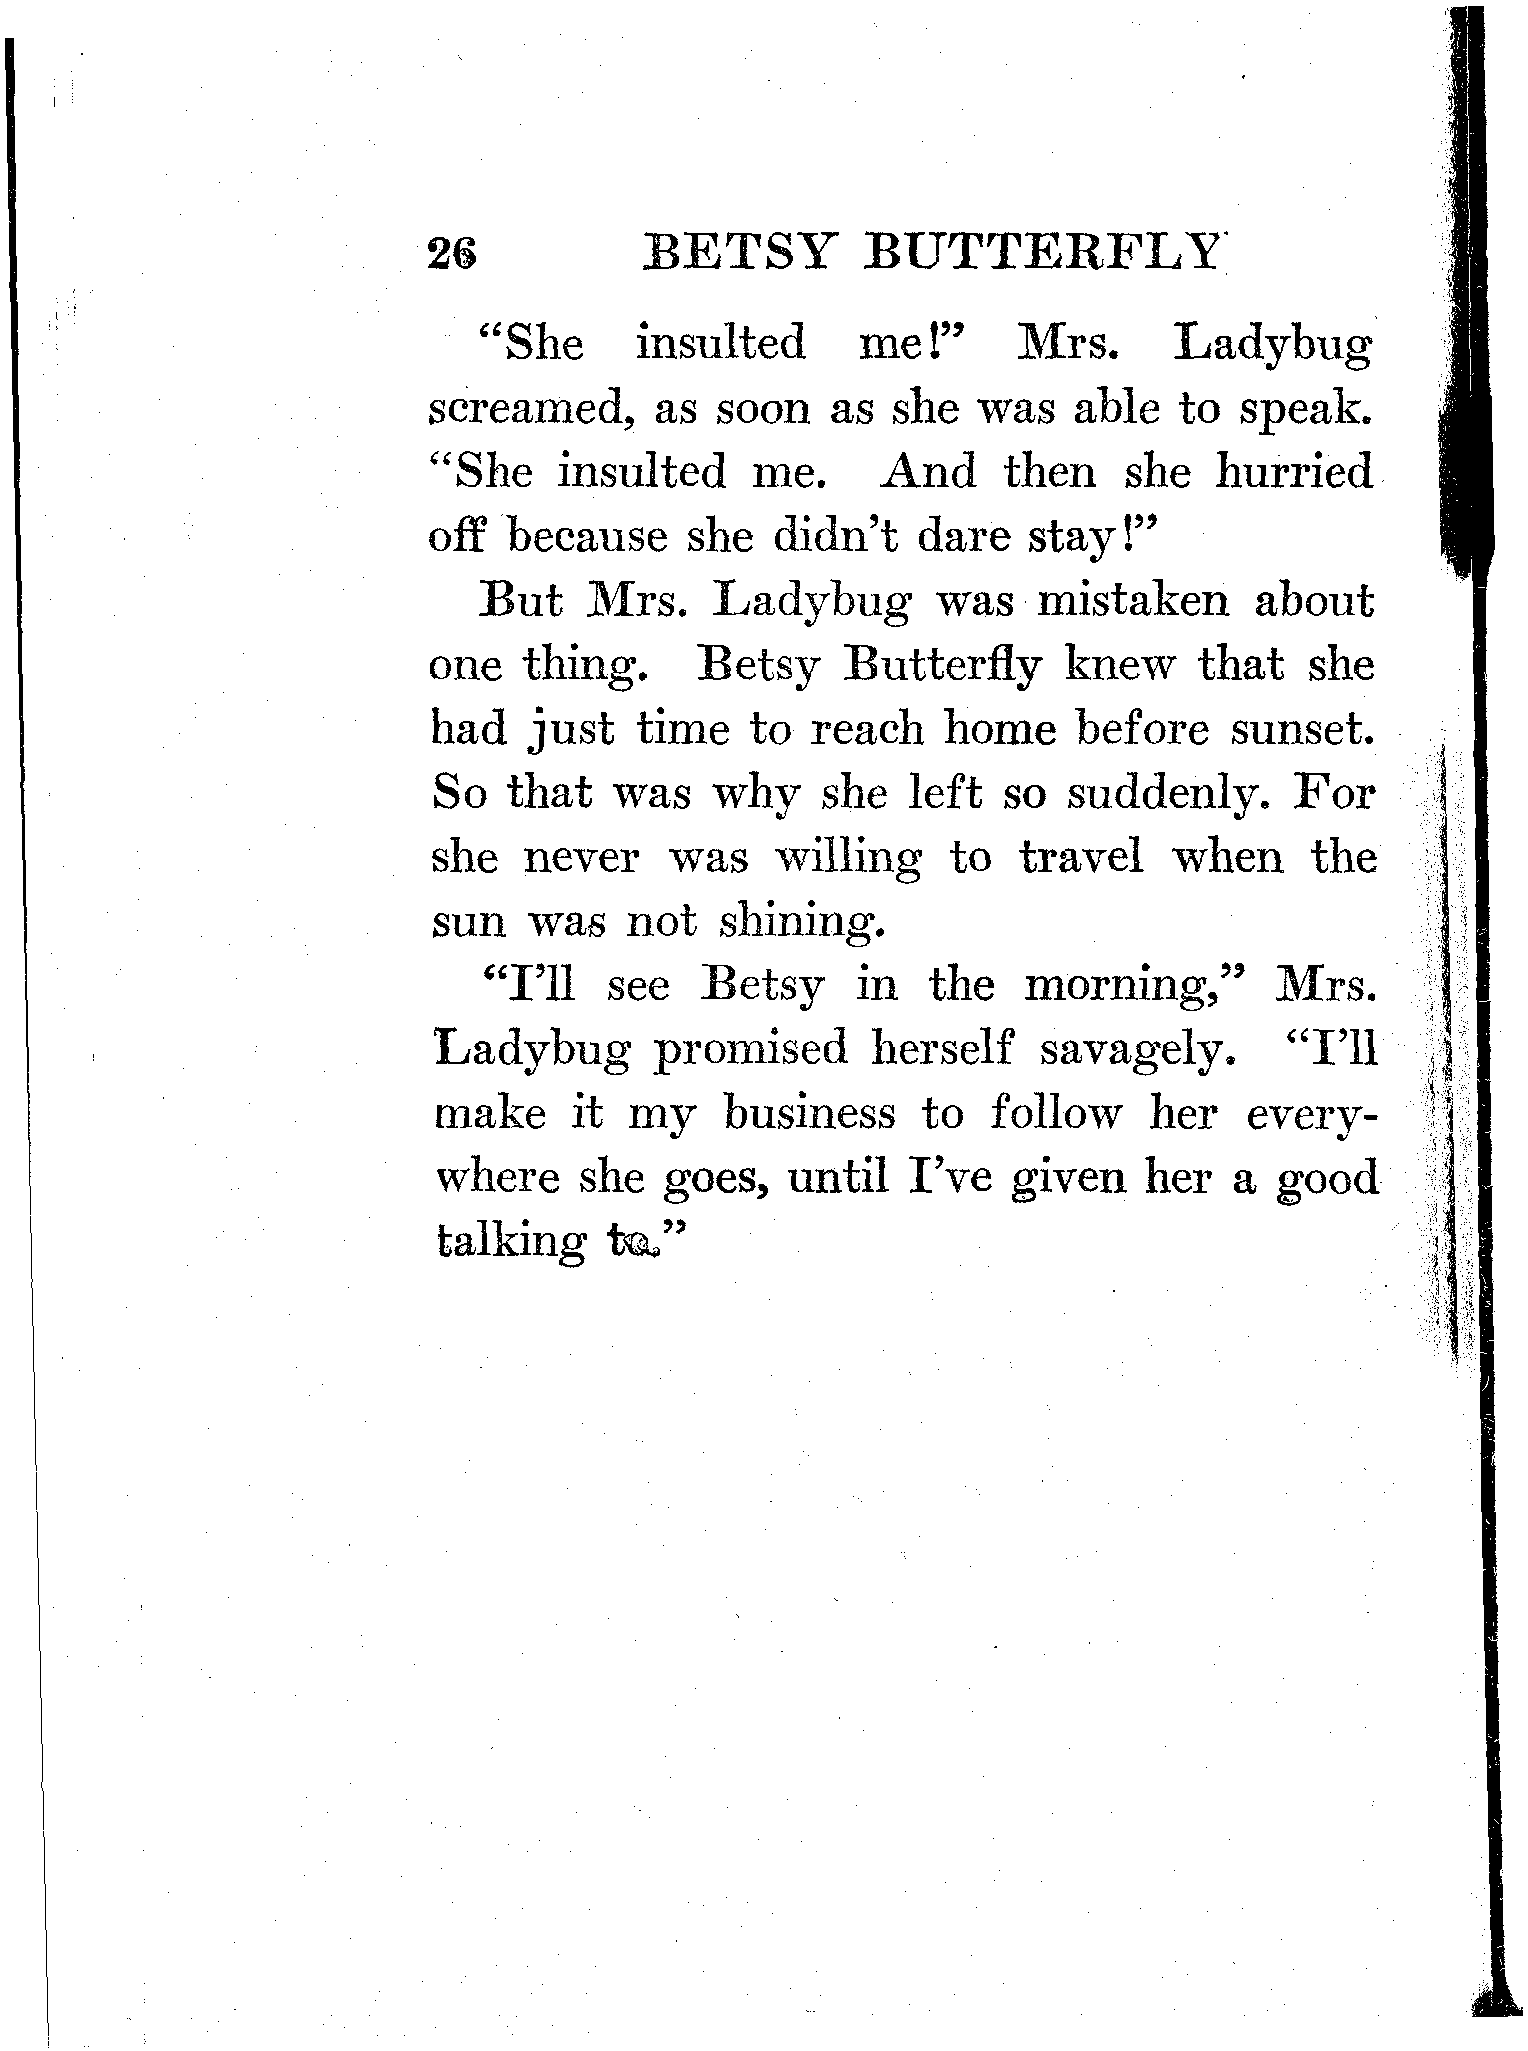 26 BETSY BUTTERFLY
“She insulted me!” Mrs. Ladybug
screamed, as soon as she was able to speak.
“She insulted me. And then she hurried
off because she didn’t dare stay!”
But Mrs. Ladybug was mistaken about
one thing. Betsy Butterfly knew that she
had just time to reach home before sunset.
So that was why she left so suddenly. For
she never was willing to travel when the
sun was not shining.
“I’ll see Betsy in the morning,” Mrs.
Ladybug promised herself savagely. “I’ll
make it my business to follow her every-
where she goes, until I’ve given her a good
talking to.”